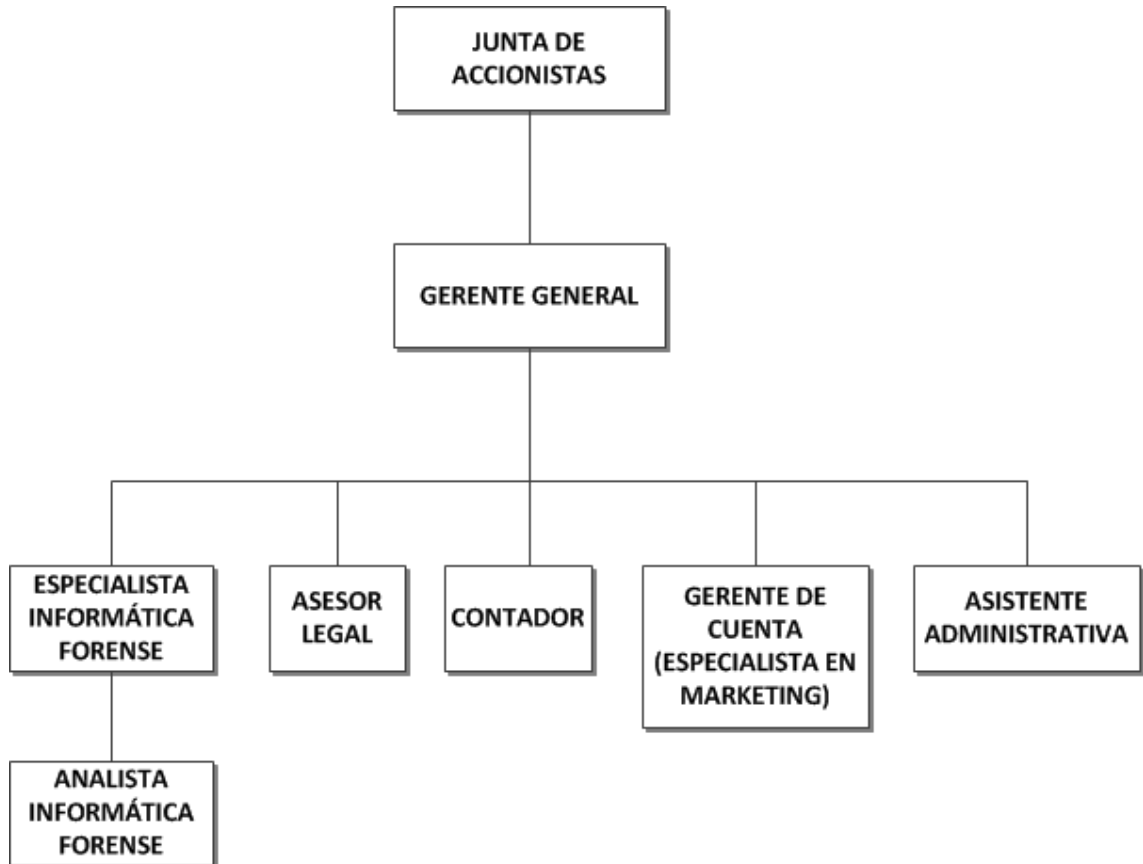 JUNTA DE
ACCIONISTAS
GERENTE GENERAL
ESPECIALISTA
INFORMÁTICA
FORENSE
ASESOR
LEGAL
CONTADOR
GERENTE DE
CUENTA
(ESPECIALISTA EN
MARKETING)
ASISTENTE
ADMINISTRATIVA
ANALISTA
INFORMÁTICA
FORENSE